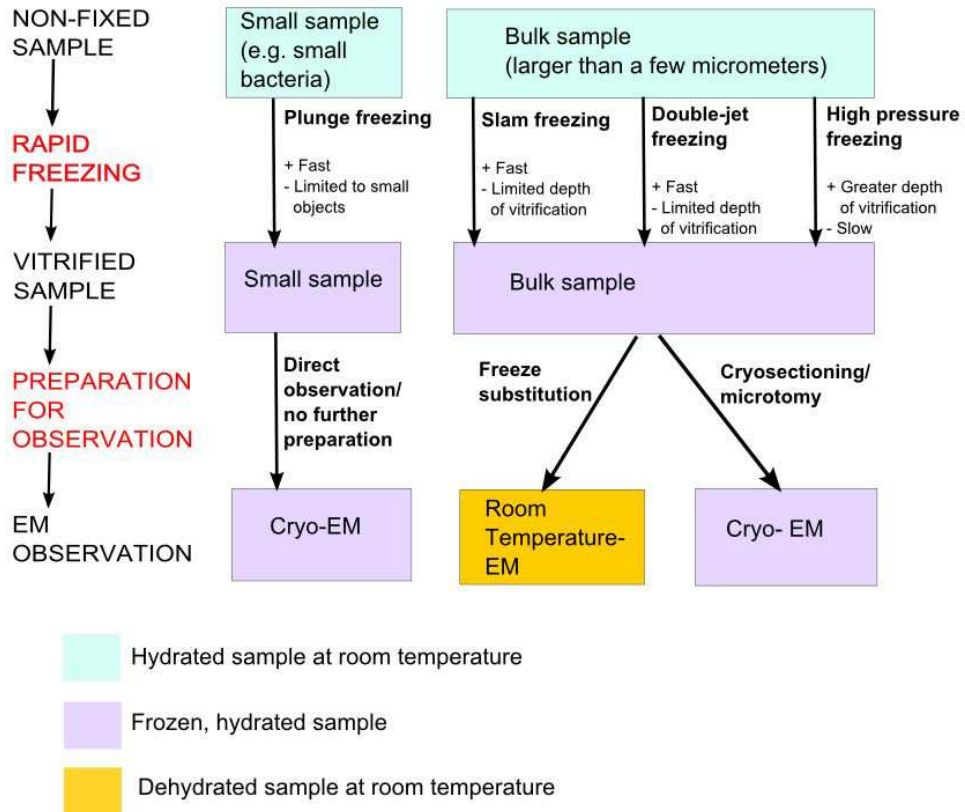 NON-FIXED
SAMPLE
RAPID
FREEZING
VITRIFIED
SAMPLE
PREPARATION
FOR
OBSERVATION
EM
OBSERVATION
Small sample
(e.g. small
bacteria)
Bulk sample
(larger than a few micrometers)
Plunge freezing
+ Fast
- Limited to small
objects
Slam freezing
+ Fast
- Limited depth
of vitrification
Double-jet
freezing
+ Fast
- Limited depth
of vitrification
High pressure
freezing
+ Greater depth
of vitrification
- Slow
Small sample
Bulk sample
Direct
observation/
no further
preparation
Freeze
substitution
Cryosectioning/
microtomy
Cryo-EM
Room
Temperature-
EM
Cryo- EM
Hydrated sample at room temperature
Frozen, hydrated sample
Dehydrated sample at room temperature